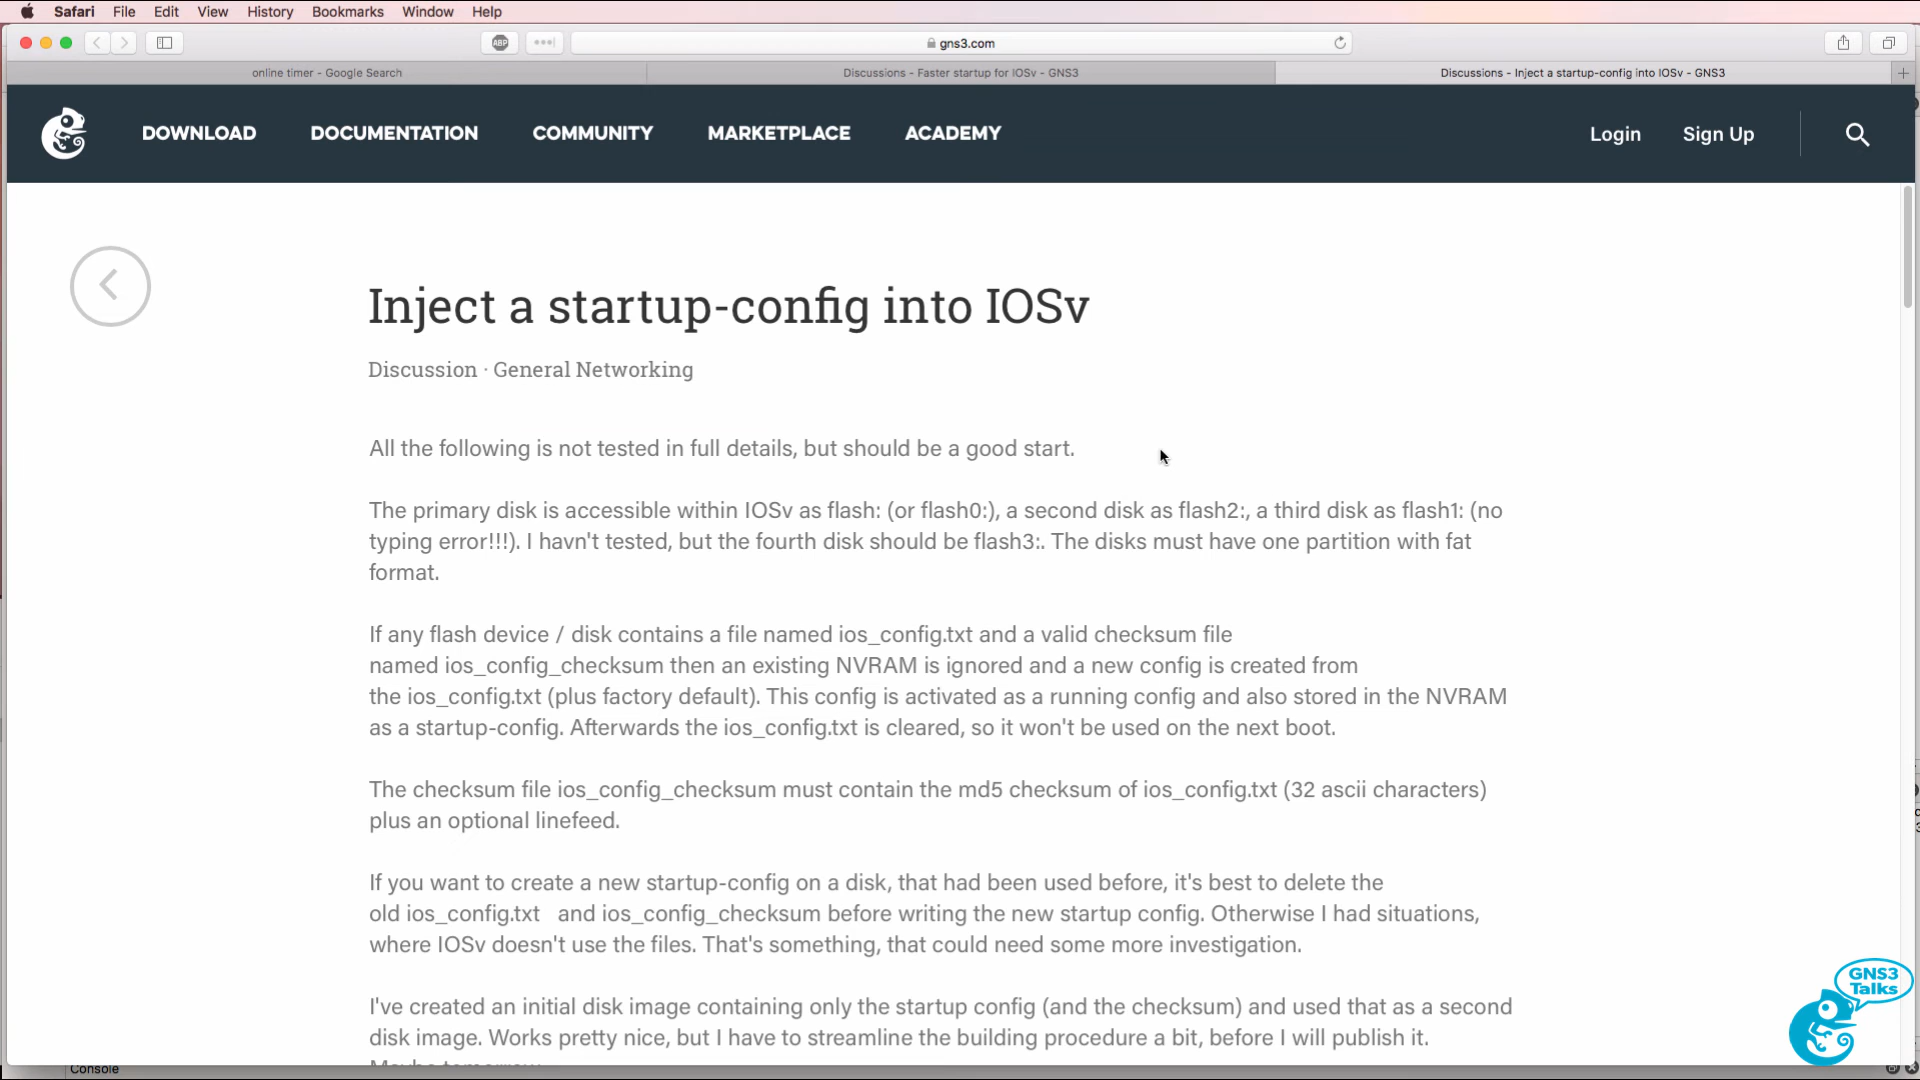 Safari File Edit View History Bookmarks Window Help
ABP
gns3.com
online timer - Google Search
Discussions - Faster startup for IOSv - GNS3
Discussions - Inject a startup-config into IOSv - GNS3
DOWNLOAD DOCUMENTATION COMMUNITY MARKETPLACE ACADEMY Login Sign Up
Inject a startup-config into IOSv
Discussion · General Networking
All the following is not tested in full details, but should be a good start.
The primary disk is accessible within IOSv as flash: (or flash0:), a second disk as flash2:, a third disk as flash1: (no
typing error!!!). I havn't tested, but the fourth disk should be flash3:. The disks must have one partition with fat
format.
If any flash device / disk contains a file named ios_config.txt and a valid checksum file
named ios_config_checksum then an existing NVRAM is ignored and a new config is created from
the ios_config.txt (plus factory default). This config is activated as a running config and also stored in the NVRAM
as a startup-config. Afterwards the ios_config.txt is cleared, so it won't be used on the next boot.
The checksum file ios_config_checksum must contain the md5 checksum of ios_config.txt (32 ascii characters)
plus an optional linefeed.
If you want to create a new startup-config on a disk, that had been used before, it's best to delete the
old ios_config.txt and ios_config_checksum before writing the new startup config. Otherwise I had situations,
where IOSv doesn't use the files. That's something, that could need some more investigation.
I've created an initial disk image containing only the startup config (and the checksum) and used that as a second
disk image. Works pretty nice, but I have to streamline the building procedure a bit, before I will publish it.
GNS3
Talks
Console